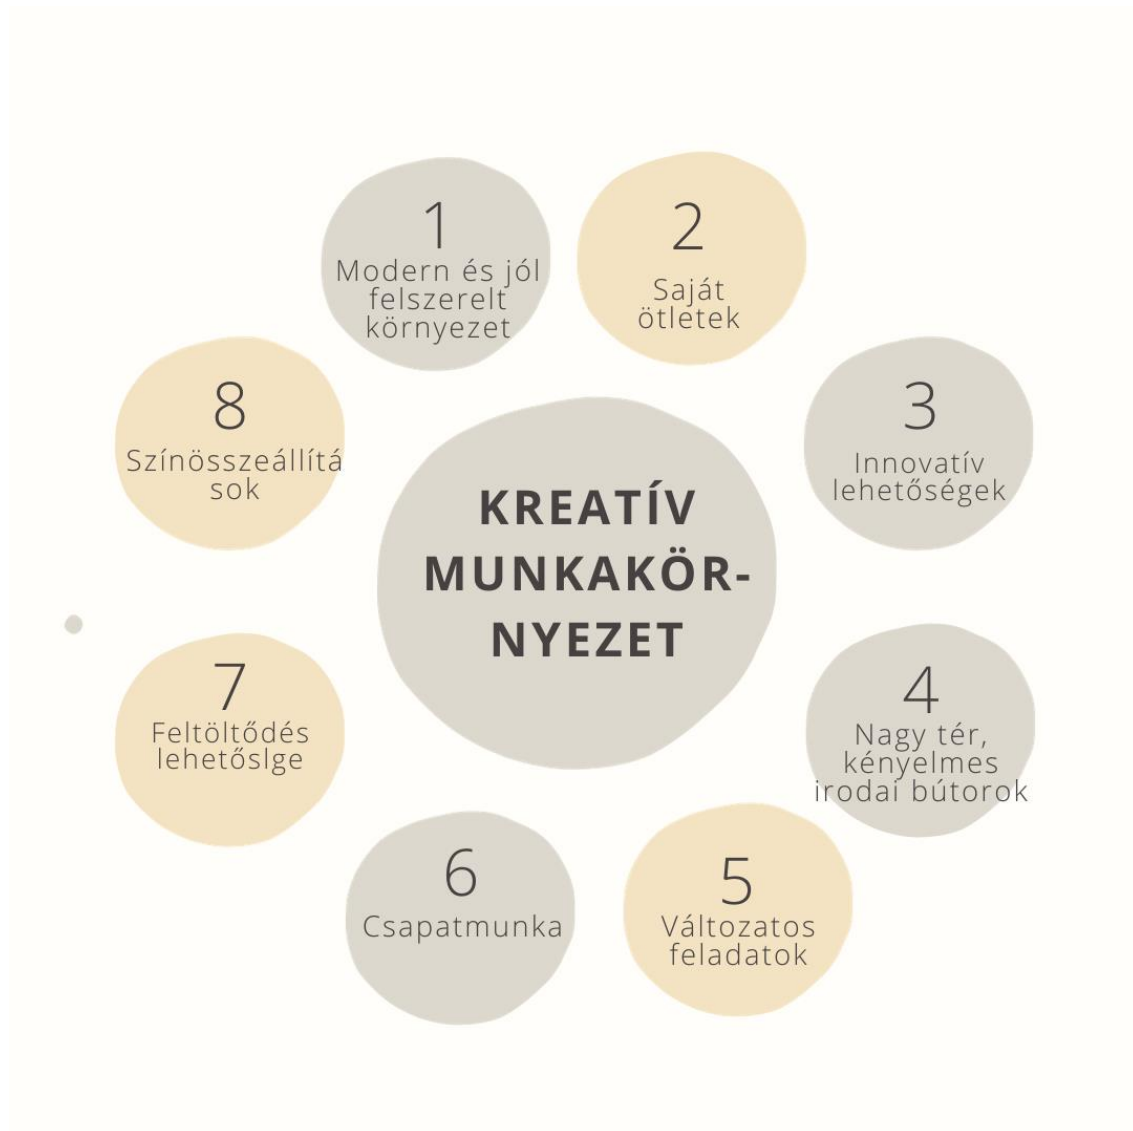 1
Modern és jól
felszerelt
környezet
2
Saját
ötletek
3
Innovatív
lehetőségek
4
Nagy tér,
kényelmes
irodai bútorok
5
Változatos
feladatok
6
Csapatmunka
7
Feltöltődés
lehetőslge
8
Színösszeállítá
sok
KREATÍV
MUNKAKÖR-
NYEZET